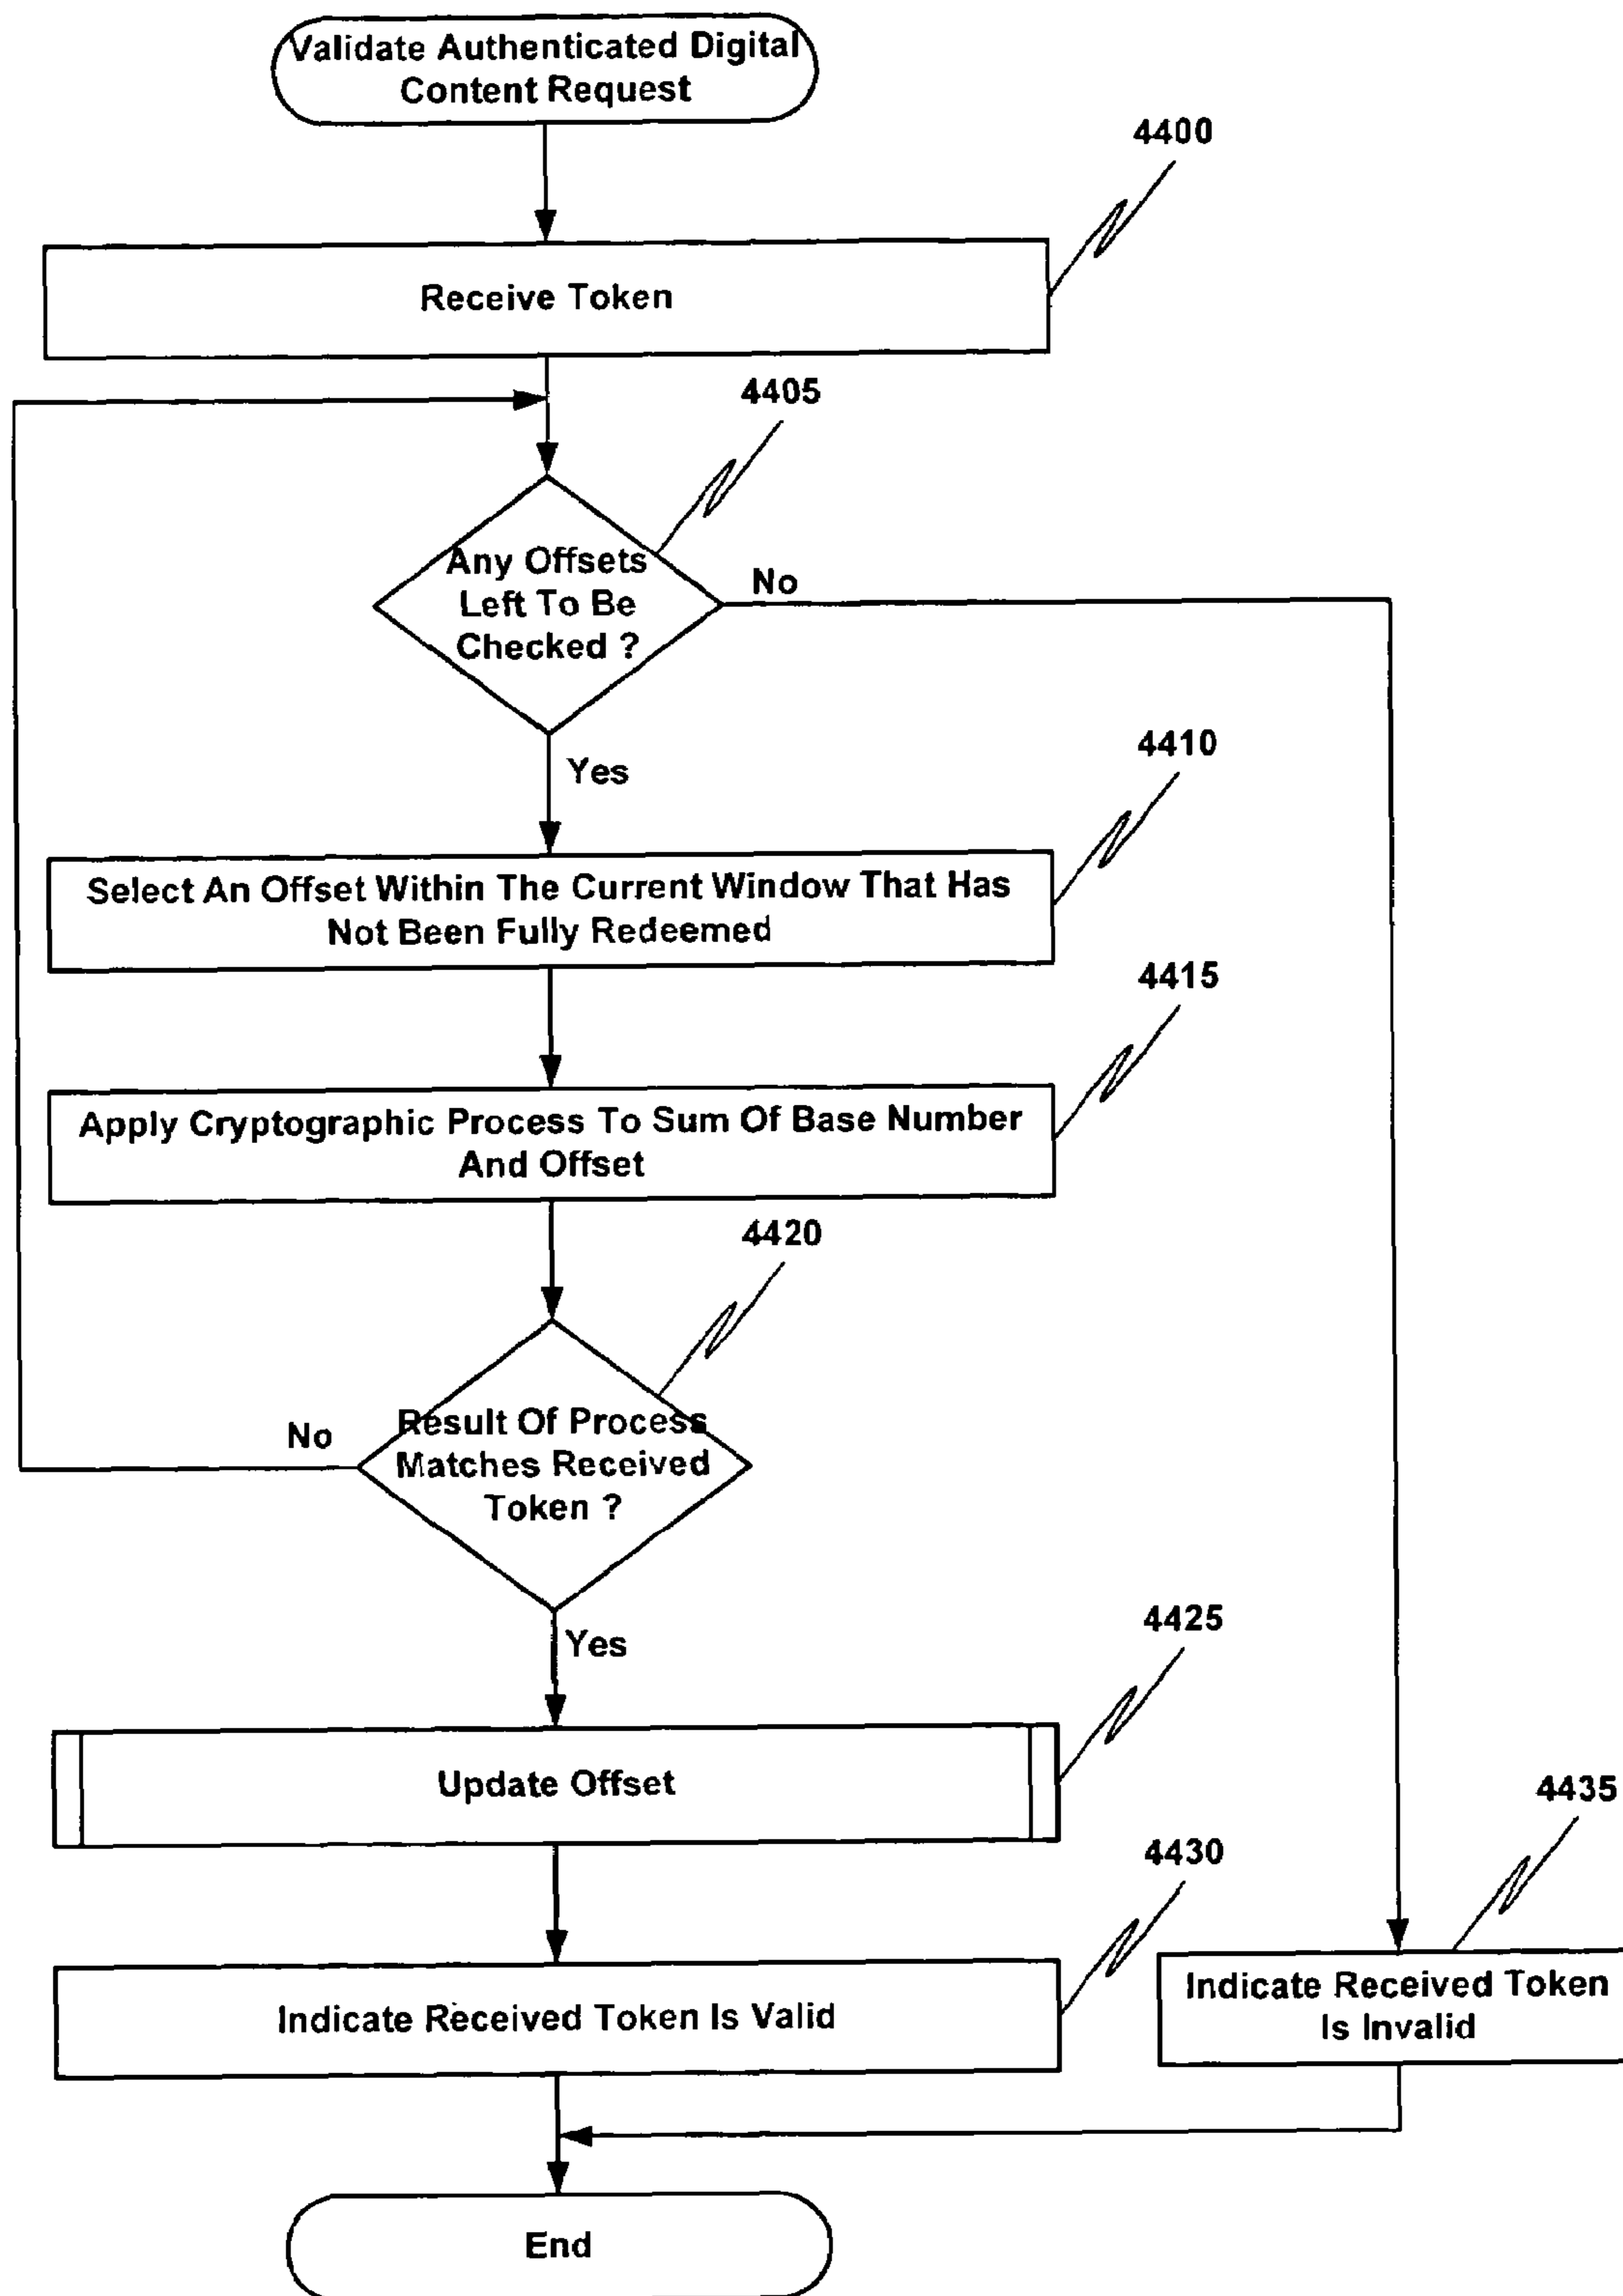 Validate Authenticated Digital
Content Request
4400
Receive Token
4405
Any Offsets
Left To Be
Checked ?
No
Yes
4410
Select An Offset Within The Current Window That Has
Not Been Fully Redeemed
4415
Apply Cryptographic Process To Sum Of Base Number
And Offset
4420
Result Of Process
Matches Received
Token ?
No
Yes
4425
Update Offset
4435
4430
Indicate Received Token Is Valid
Indicate Received Token
Is Invalid
End